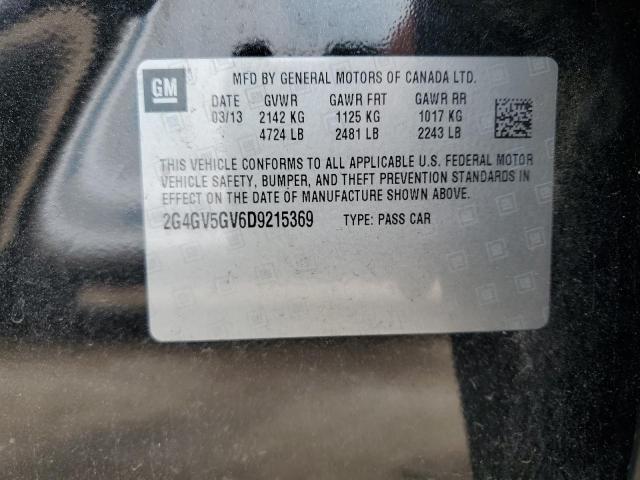 GM
MFD BY GENERAL MOTORS OF CANADA LTD.
DATE GVWR GAWR FRT GAWR RR
03/13 2142 KG 1125 KG 1017 KG
4724 LB 2481 LB 2243 LB
THIS VEHICLE CONFORMS TO ALL APPLICABLE U.S. FEDERAL MOTOR
VEHICLE SAFETY, BUMPER, AND THEFT PREVENTION STANDARDS IN
EFFECT ON THE DATE OF MANUFACTURE SHOWN ABOVE.
2G4GV5GV6D9215369 TYPE: PASS CAR